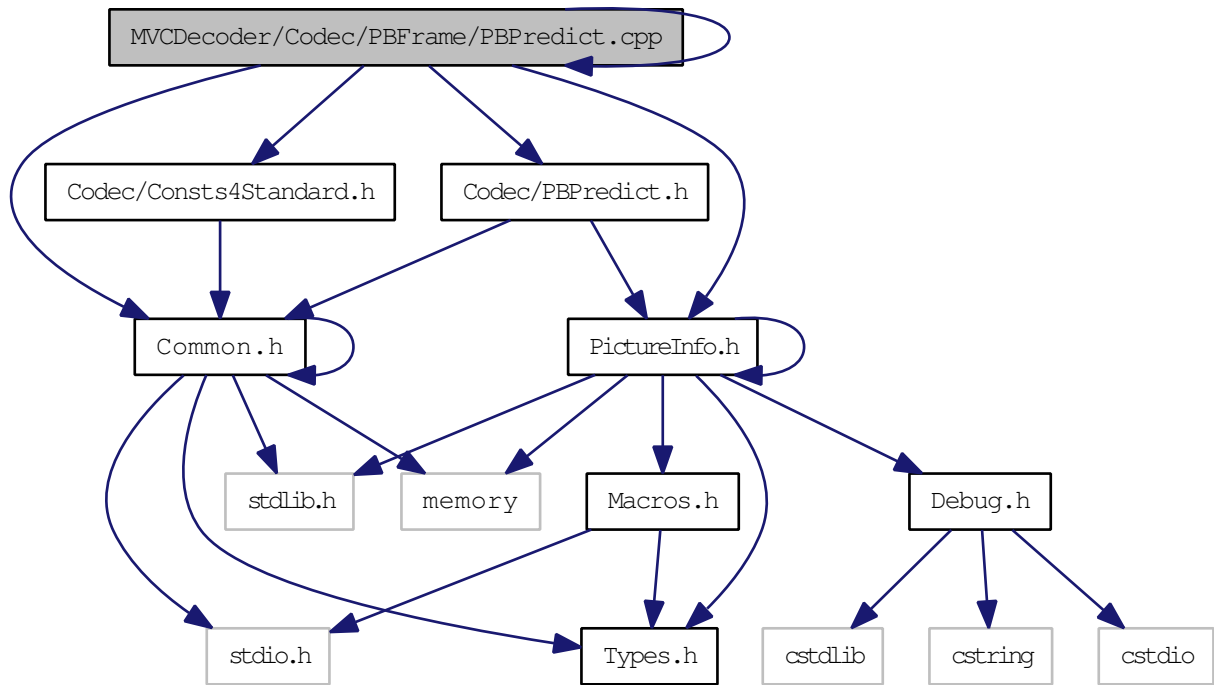 MVCDecoder/Codec/PBFrame/PBPredict.cpp
Codec/Consts4Standard.h
Codec/PBPredict.h
Common.h
PictureInfo.h
stdlib.h
memory
Macros.h
Debug.h
stdio.h
Types.h
cstdlib
cstring
cstdio